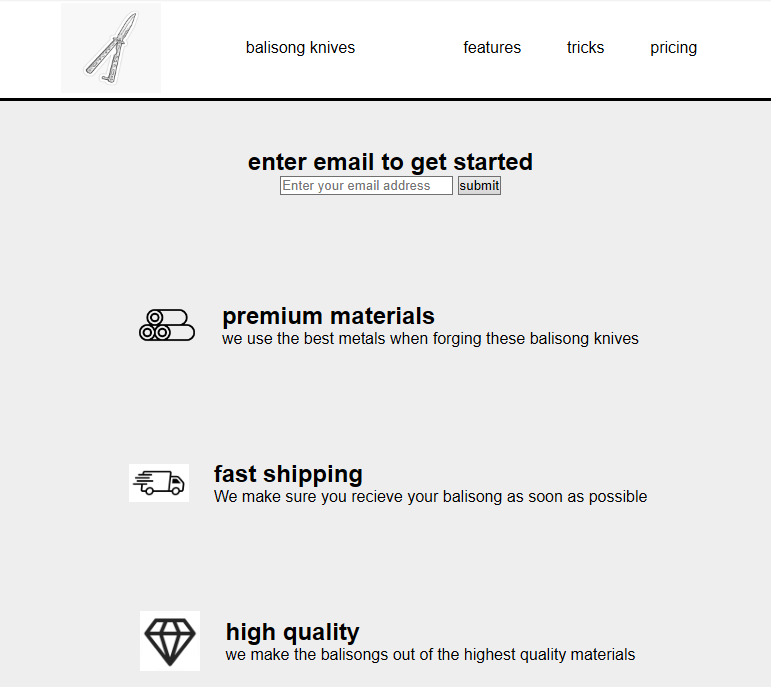 balisong knives features tricks pricing
enter email to get started
Enter your email address submit
premium materials
we use the best metals when forging these balisong knives
fast shipping
We make sure you recieve your balisong as soon as possible
high quality
we make the balisongs out of the highest quality materials